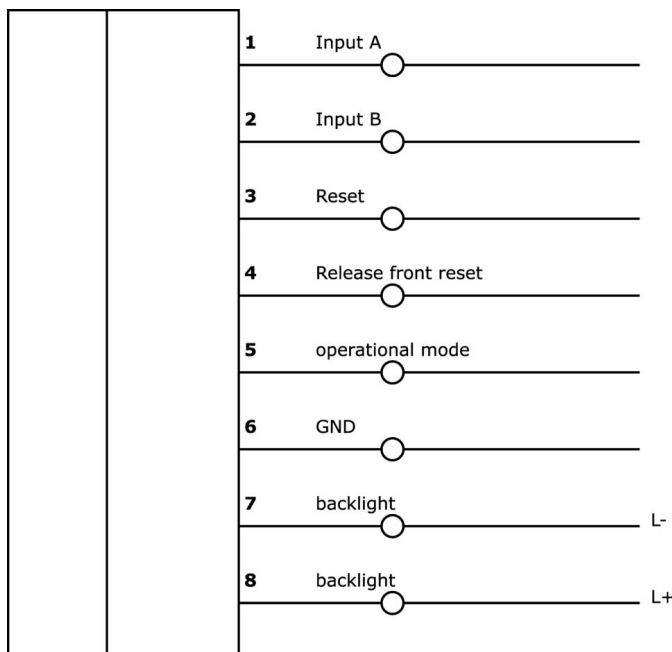 1 Input A
2 Input B
3 Reset
4 Release front reset
5 operational mode
6 GND
7 backlight L-
8 backlight L+